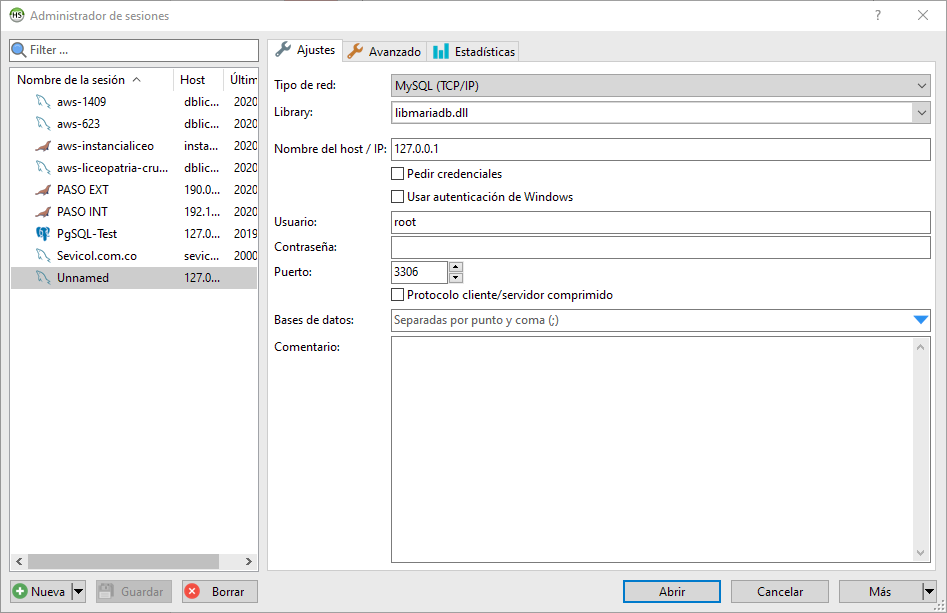 HS Administrador de sesiones ?
Filter ...
Nombre de la sesión Host Últim
aws-1409 dblic... 2020
aws-623 dblic... 2020
aws-instancialiceo insta... 2020
aws-liceopatria-cru... dblic... 2020
PASO EXT 190.0... 2020
PASO INT 192.1... 2020
PgSQL-Test 127.0... 2019
Sevicol.com.co sevic... 2000
Unnamed 127.0...
Nueva Guardar Borrar
Ajustes Avanzado Estadísticas
Tipo de red: MySQL (TCP/IP)
Library: libmariadb.dll
Nombre del host / IP: 127.0.0.1
Pedir credenciales
Usar autenticación de Windows
Usuario: root
Contraseña:
Puerto: 3306
Protocolo cliente/servidor comprimido
Bases de datos: Separadas por punto y coma (;)
Comentario:
Abrir Cancelar Más